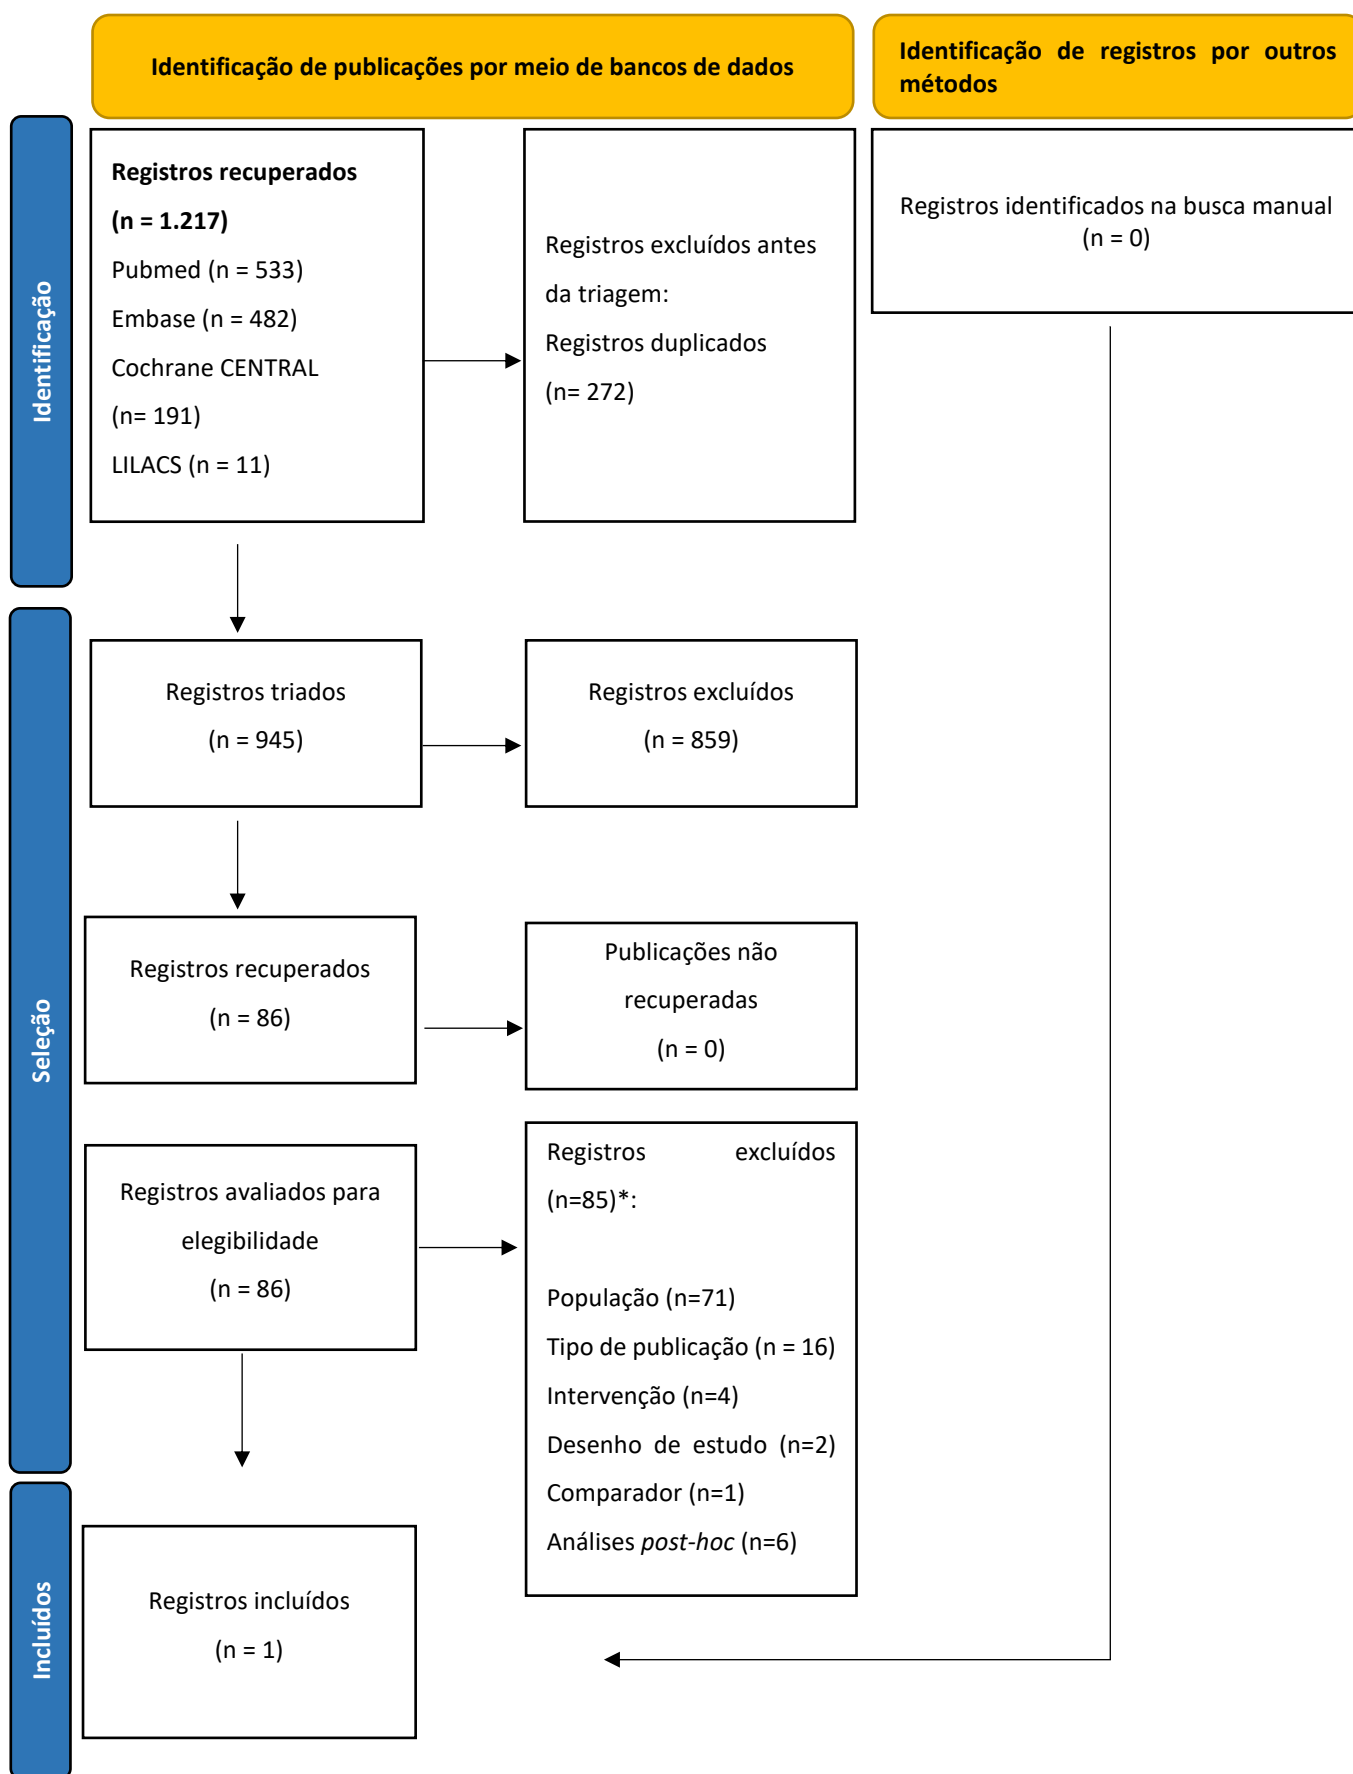 Identificação de publicações por meio de bancos de dados
Identificação de registros por outros
métodos
Identificação
Registros recuperados
(n = 1.217)
Pubmed (n = 533)
Embase (n = 482)
Cochrane CENTRAL
(n= 191)
LILACS (n = 11)
Registros excluídos antes
da triagem:
Registros duplicados
(n= 272)
Registros identificados na busca manual
(n = 0)
Seleção
Registros triados
(n = 945)
Registros excluídos
(n = 859)
Registros recuperados
(n = 86)
Publicações não
recuperadas
(n = 0)
Registros avaliados para
elegibilidade
(n = 86)
Registros excluídos
(n=85)*:
População (n=71)
Tipo de publicação (n = 16)
Intervenção (n=4)
Desenho de estudo (n=2)
Comparador (n=1)
Análises post-hoc (n=6)
Incluídos
Registros incluídos
(n = 1)